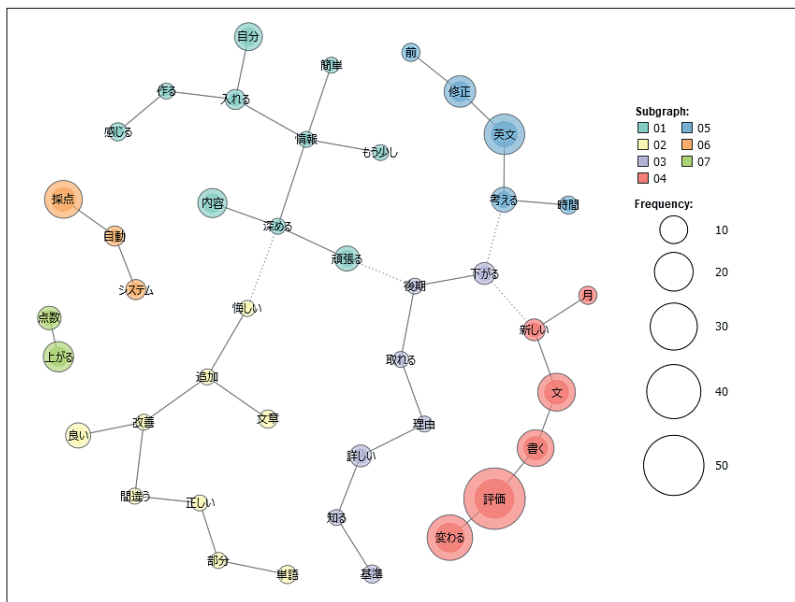 自分
前
簡単
作る
入れる
修正
感じる
情報
もう少し
英文
採点
内容
考える
時間
自動
深める
頑張る
下がる
システム
後期
月
点数
悔しい
新しい
上がる
取れる
追加
文
良い
改善
文章
理由
書く
詳しい
間違う
正しい
評価
知る
変わる
部分
単語
基準
Subgraph:
01 05
02 06
03 07
04
Frequency:
10
20
30
40
50